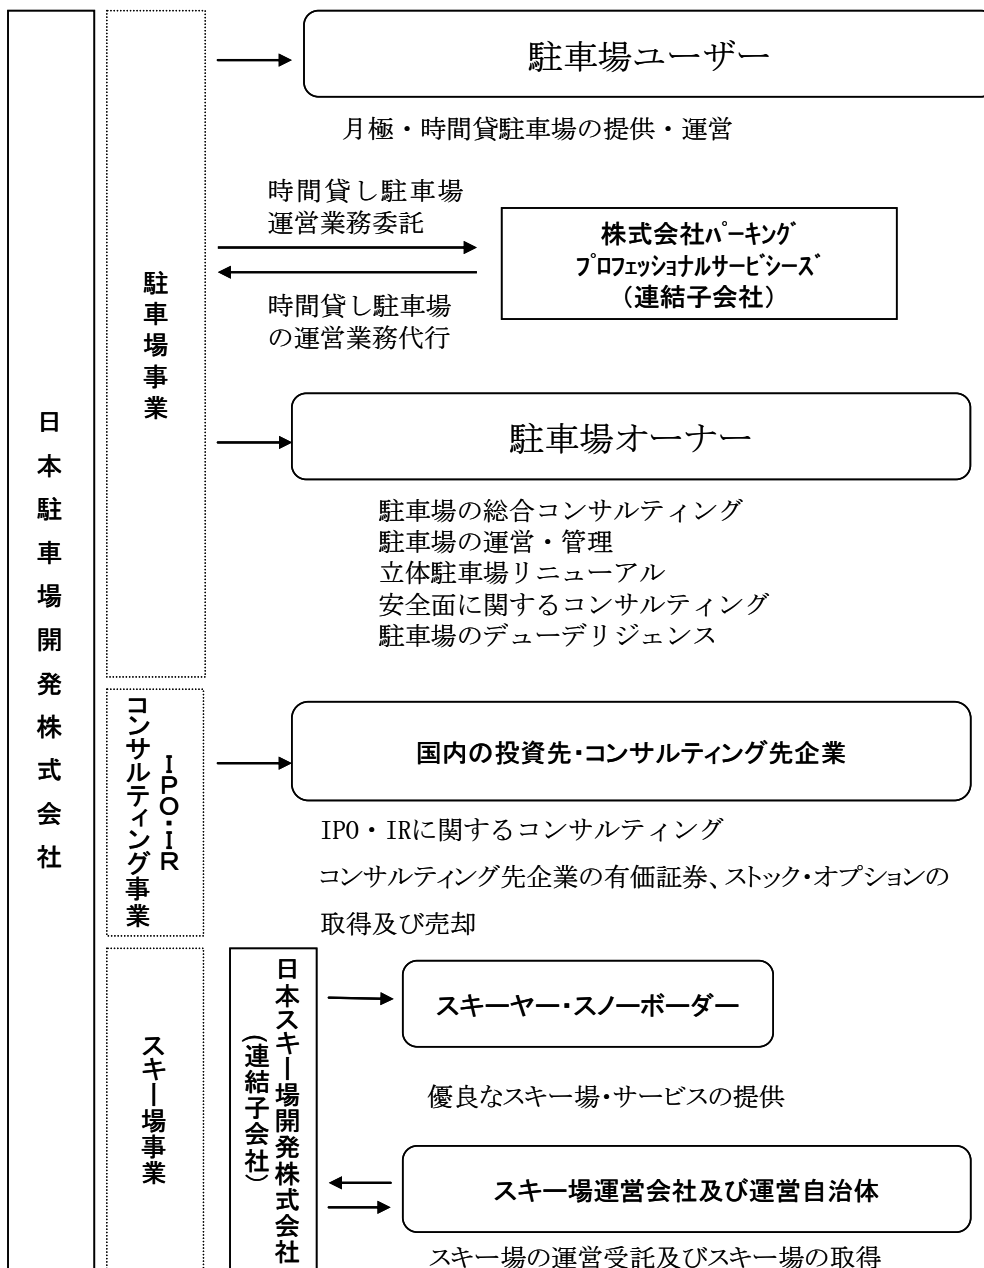 日本駐車場開発株式会社
駐車場事業
駐車場ユーザー
月極・時間貸駐車場の提供・運営
時間貸し駐車場
運営業務委託
株式会社パーキング
プロフェッショナルサービシーズ
(連結子会社)
時間貸し駐車場
の運営業務代行
駐車場オーナー
駐車場の総合コンサルティング
駐車場の運営・管理
立体駐車場リニューアル
安全面に関するコンサルティング
駐車場のデューデリジェンス
IPO・IR
コンサルティング事業
国内の投資先・コンサルティング先企業
IPO・IRに関するコンサルティング
コンサルティング先企業の有価証券、ストック・オプションの
取得及び売却
スキー場事業
日本スキー場開発株式会社
(連結子会社)
スキーヤー・スノーボーダー
優良なスキー場・サービスの提供
スキー場運営会社及び運営自治体
スキー場の運営受託及びスキー場の取得